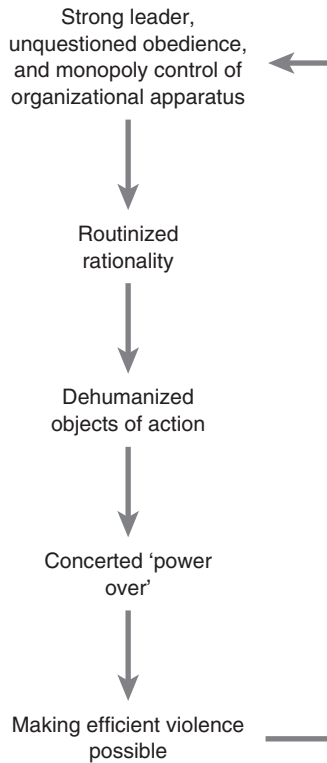 Strong leader,
unquestioned obedience,
and monopoly control of
organizational apparatus
Routinized
rationality
Dehumanized
objects of action
Concerted ‘power
over’
Making efficient violence
possible